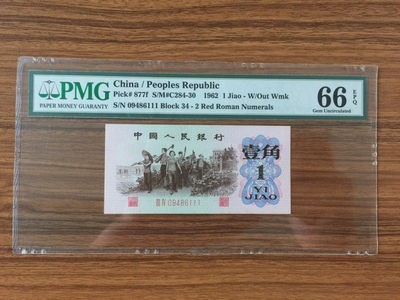 PMG
PAPER MONEY GUARANTY
China / Peoples Republic
Pick# 877f S/M#C284-30 1962 1 Jiao - W/Out Wmk
S/N 09486111 Block 34 - 2 Red Roman Numerals
66 EPQ
Gem Uncirculated
中国人民银行
壹角
1
YI
JIAO
09486111